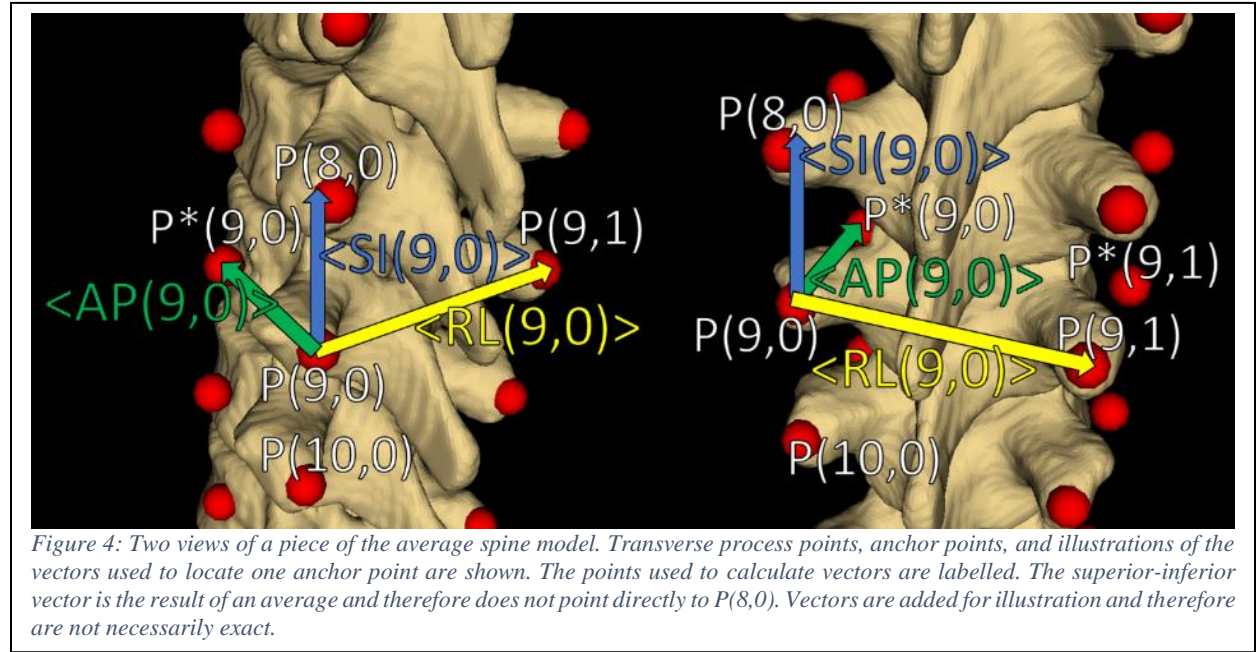 P(8,0)
P*(9,0)
<SI(9,0)>
P(9,1)
<AP(9,0)>
<RL(9,0)>
P(9,0)
P(10,0)
P(8,0)
<SI(9,0)>
P*(9,0)
P*(9,1)
<AP(9,0)>
P(9,0)
P(9,1)
<RL(9,0)>
P(10,0)
Figure 4: Two views of a piece of the average spine model. Transverse process points, anchor points, and illustrations of the
vectors used to locate one anchor point are shown. The points used to calculate vectors are labelled. The superior-inferior
vector is the result of an average and therefore does not point directly to P(8,0). Vectors are added for illustration and therefore
are not necessarily exact.